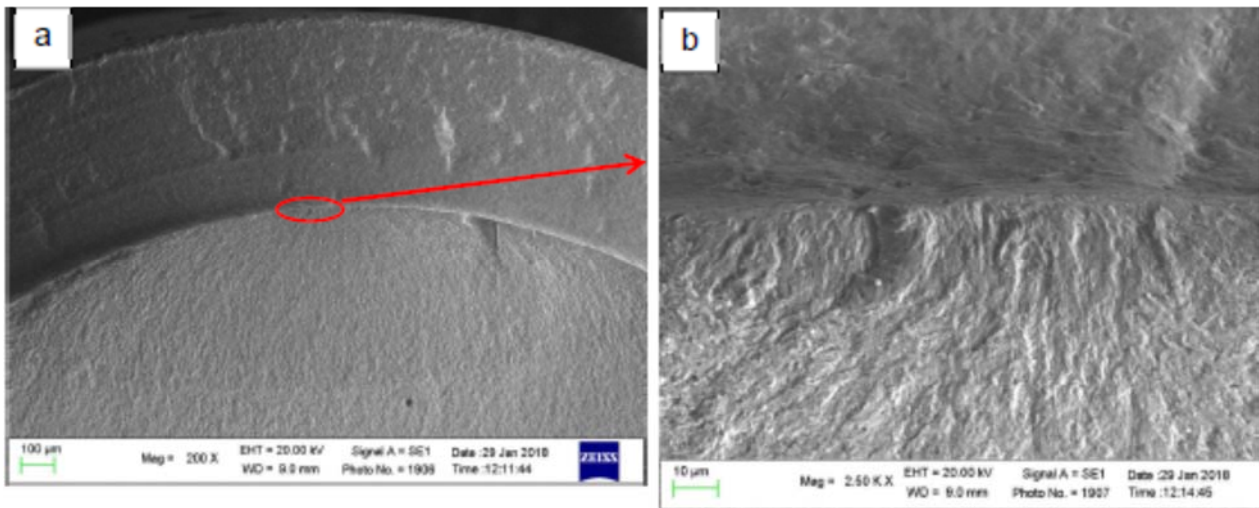 a
100 µm
Mag = 200 X
EHT = 20.00 kV
WD = 9.0 mm
Signal A = SE1
Photo No. = 1906
Date :29 Jan 2018
Time :12:11:44
ZEISS
b
10 µm
Mag = 2.50 K X
EHT = 20.00 kV
WD = 9.0 mm
Signal A = SE1
Photo No. = 1907
Date :29 Jan 2018
Time :12:14:45